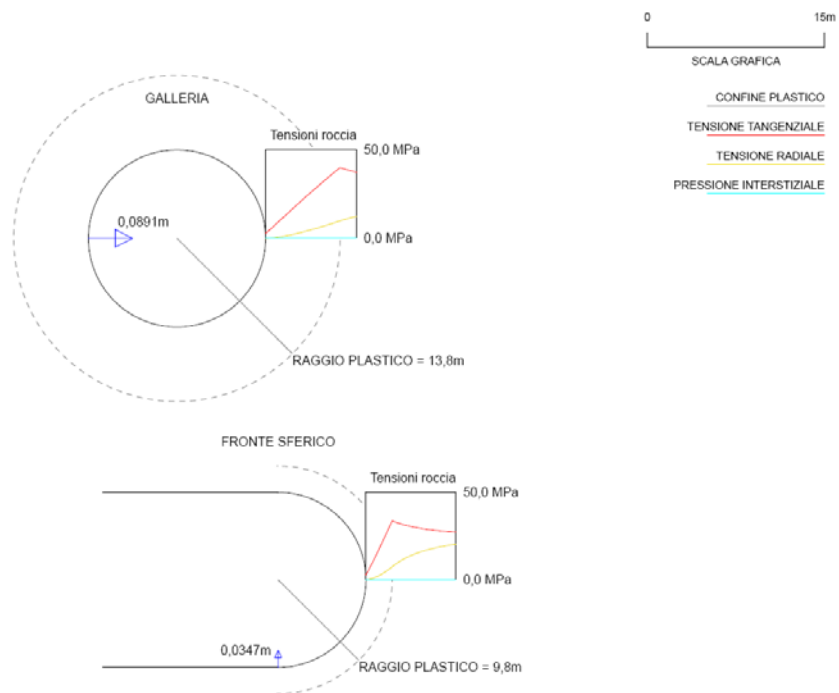 0 15m
SCALA GRAFICA
CONFINE PLASTICO
TENSIONE TANGENZIALE
TENSIONE RADIALE
PRESSIONE INTERSTIZIALE
GALLERIA
Tensioni roccia
50,0 MPa
0,0891m
0,0 MPa
RAGGIO PLASTICO = 13,8m
FRONTE SFERICO
Tensioni roccia
50,0 MPa
0,0 MPa
0,0347m
RAGGIO PLASTICO = 9,8m